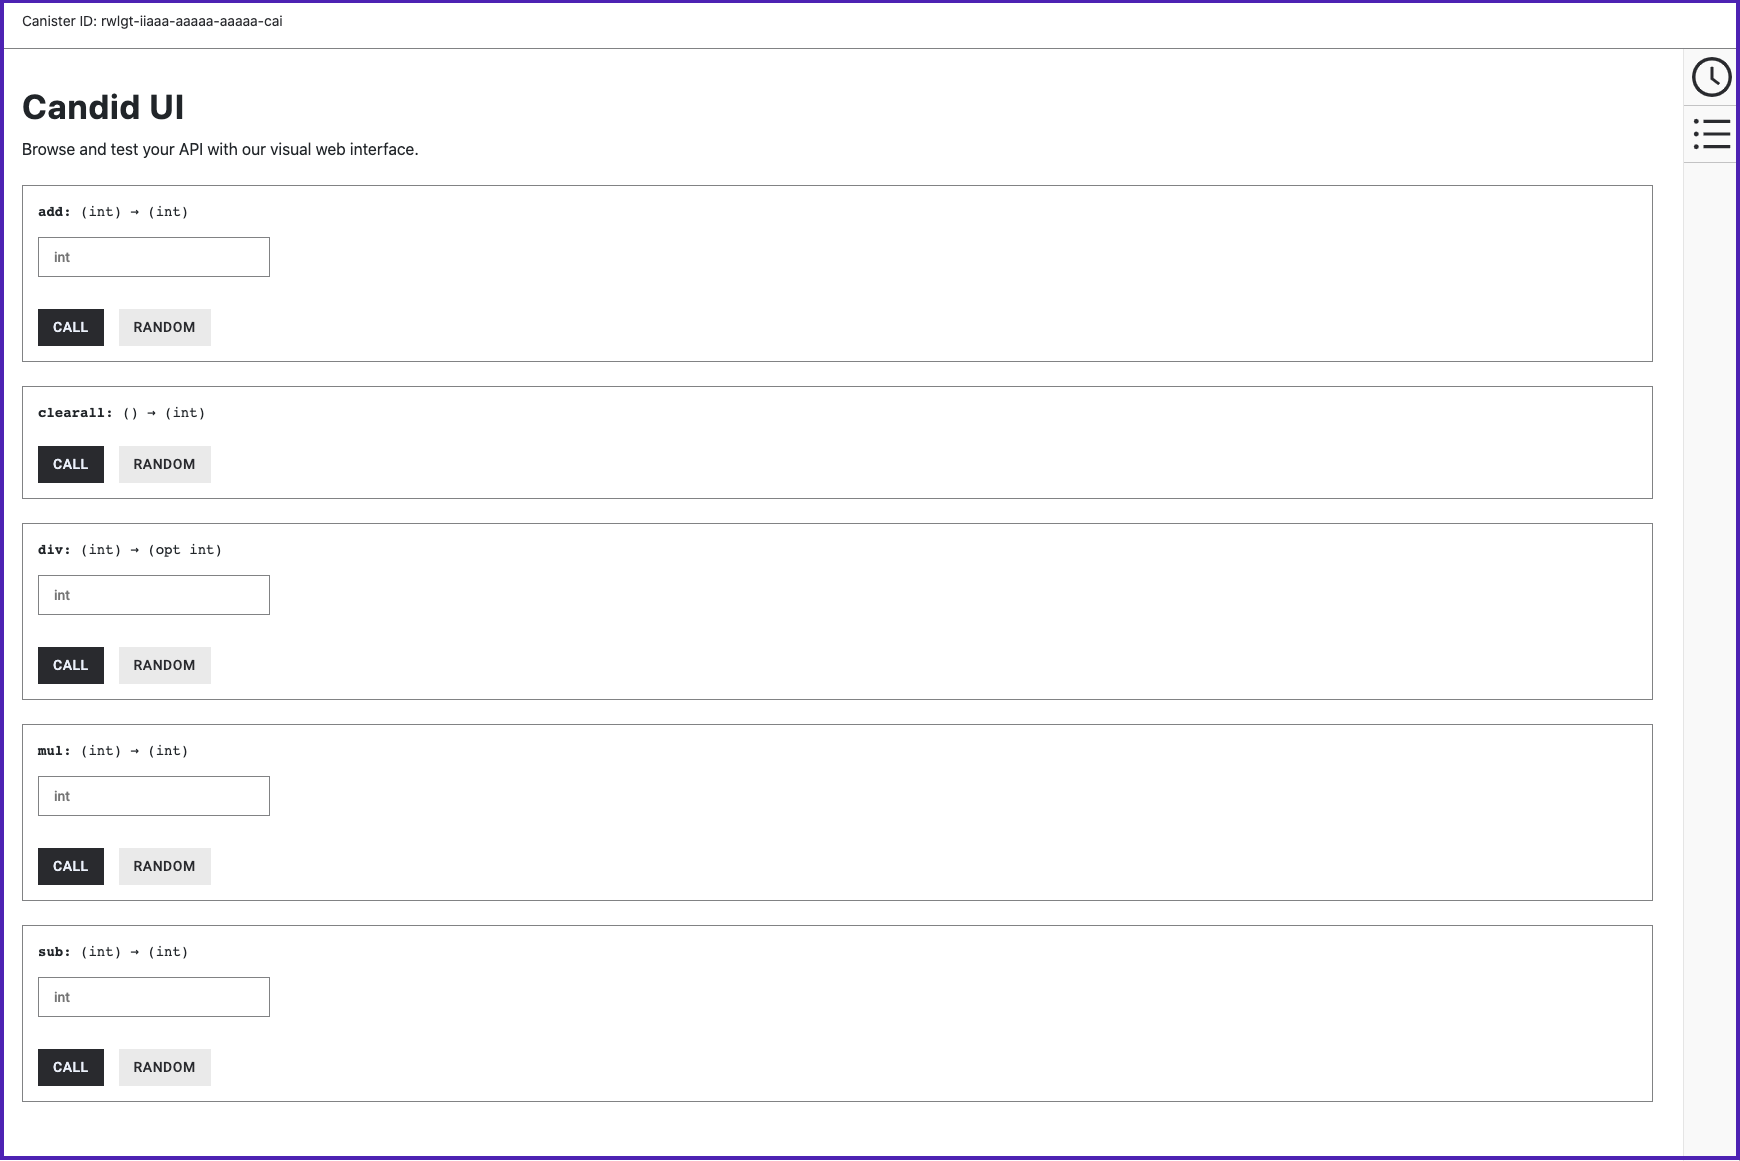 Canister ID: rwlgt-iiaaa-aaaaa-aaaaa-cai
Candid UI
Browse and test your API with our visual web interface.
add: (int) → (int)
int
CALL RANDOM
clearall: () → (int)
CALL RANDOM
div: (int) → (opt int)
int
CALL RANDOM
mul: (int) → (int)
int
CALL RANDOM
sub: (int) → (int)
int
CALL RANDOM